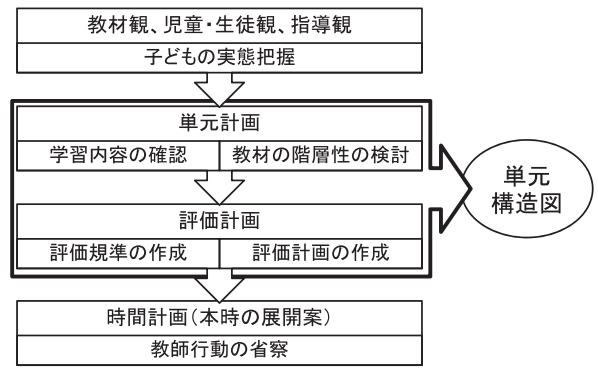 教材観、児童・生徒観、指導観
子どもの実態把握
単元計画
学習内容の確認
教材の階層性の検討
評価計画
評価規準の作成
評価計画の作成
単元
構造図
時間計画(本時の展開案)
教師行動の省察